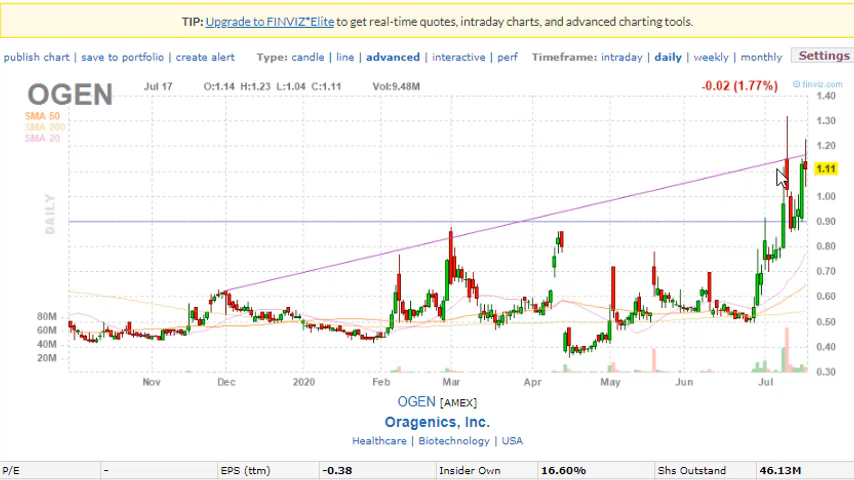 TIP: Upgrade to FINVIZ*Elite to get real-time quotes, intraday charts, and advanced charting tools.
publish chart | save to portfolio | create alert Type: candle | line | advanced | interactive | perf Timeframe: intraday | daily | weekly | monthly Settings
OGEN Jul 17 O:1.14 H:1.23 L:1.04 C:1.11 Vol:9.48M -0.02 (1.77%) © finviz.com
SMA 50
SMA 200
SMA 20
DAILY
1.40
1.30
1.20
1.11
1.00
0.90
0.80
0.70
0.60
0.50
0.40
0.30
80M
60M
40M
20M
Nov Dec 2020 Feb Mar Apr May Jun Jul
OGEN [AMEX]
Oragenics, Inc.
Healthcare | Biotechnology | USA
P/E - EPS (ttm) -0.38 Insider Own 16.60% Shs Outstand 46.13M